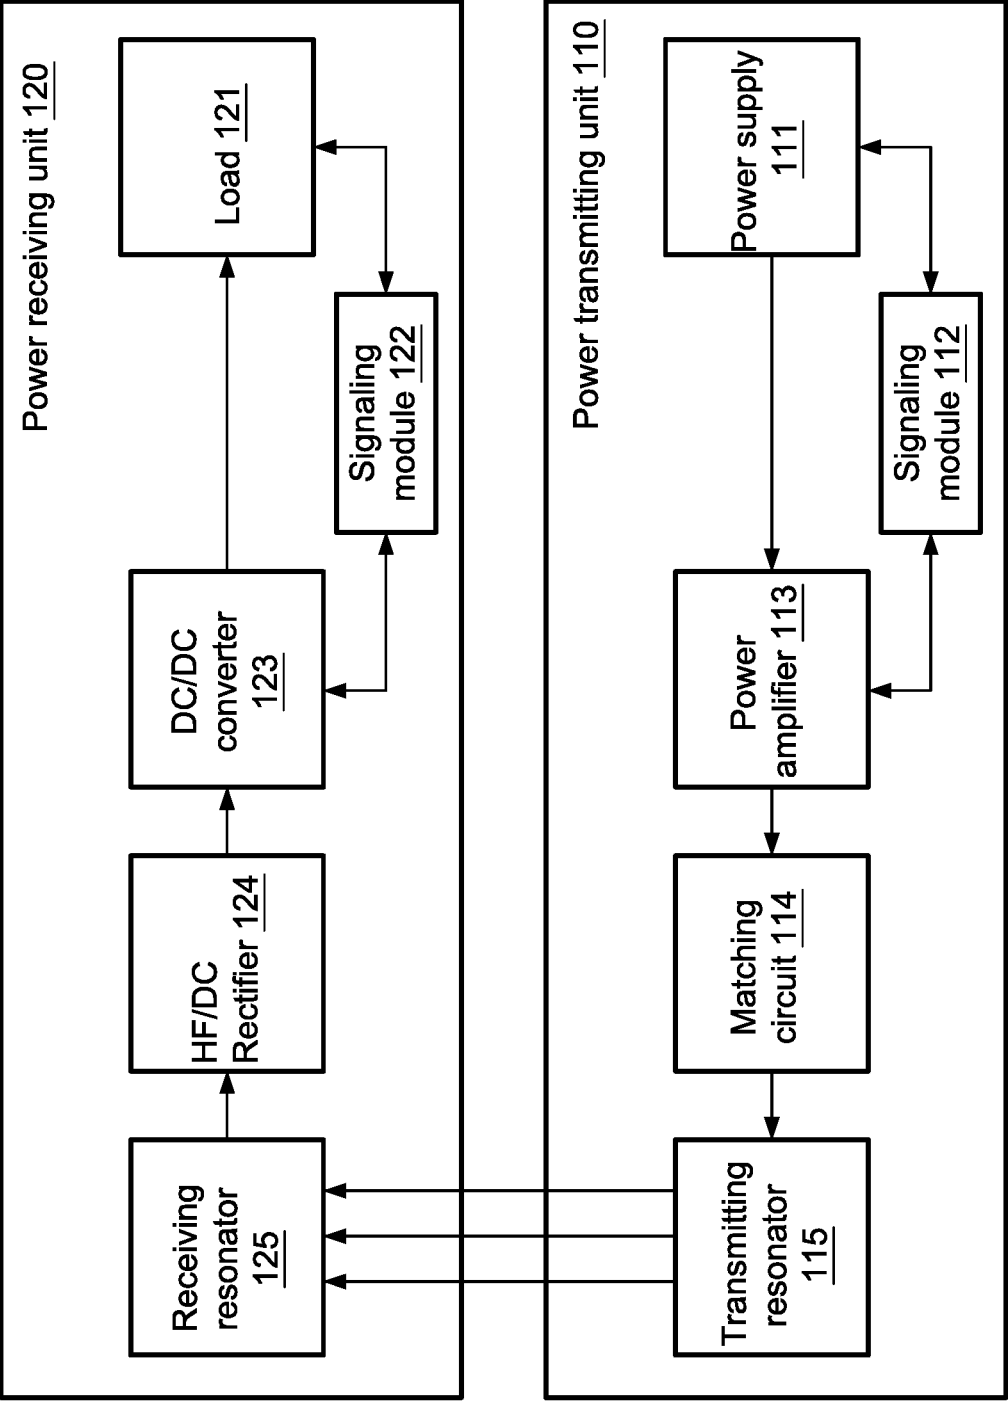 Power receiving unit 120
Receiving
resonator
125
HF/DC
Rectifier 124
DC/DC
converter
123
Load 121
Signaling
module 122
Power transmitting unit 110
Transmitting
resonator
115
Matching
circuit 114
Power
amplifier 113
Power supply
111
Signaling
module 112